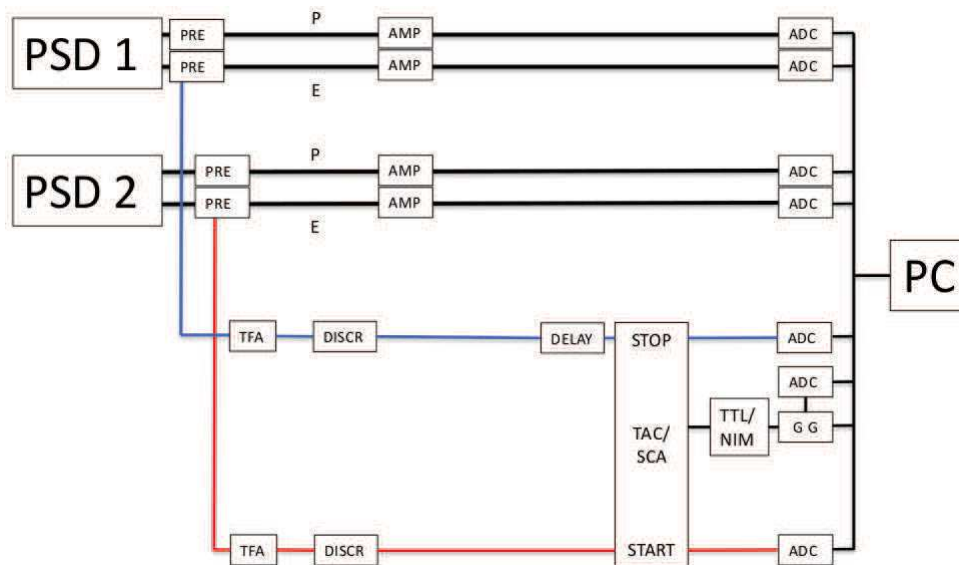 PSD 1
PRE
P
AMP
ADC
PRE
E
AMP
ADC
PSD 2
PRE
P
AMP
ADC
PRE
E
AMP
ADC
PC
TFA
DISCR
DELAY
STOP
ADC
ADC
TAC/
SCA
TTL/
NIM
G G
TFA
DISCR
START
ADC